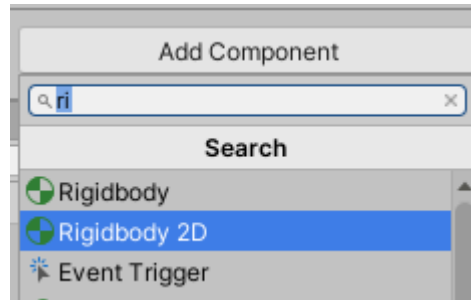 Add Component
ri
Search
Rigidbody
Rigidbody 2D
Event Trigger